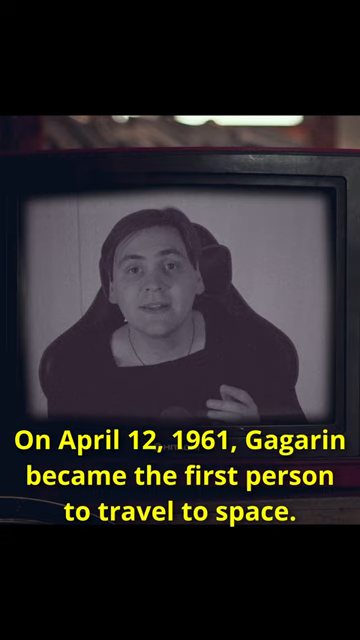 On April 12, 1961, Gagarin
became the first person
to travel to space.